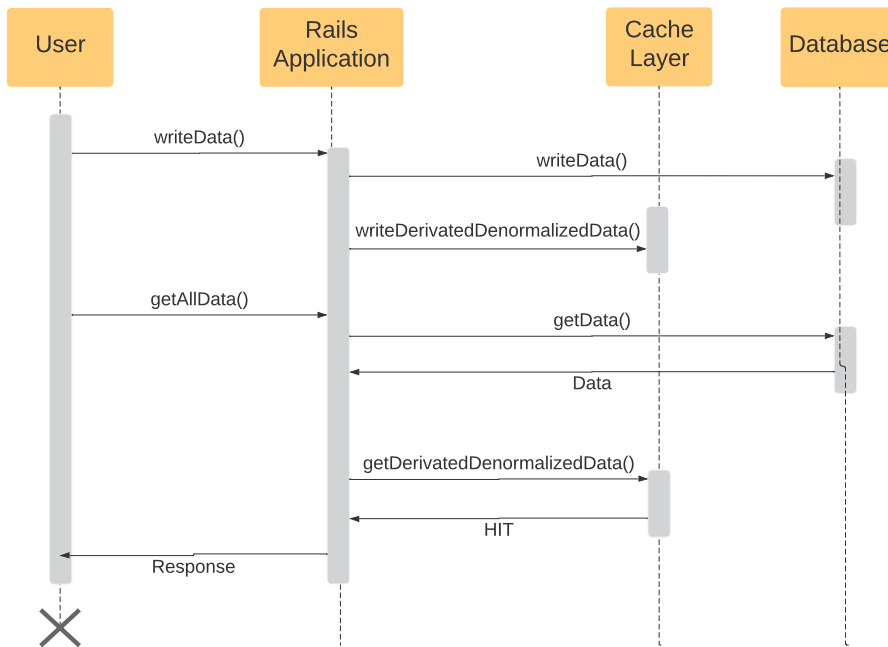 User
Rails
Application
Cache
Layer
Database
writeData()
writeData()
writeDerivatedDenormalizedData()
getAllData()
getData()
Data
getDerivatedDenormalizedData()
HIT
Response